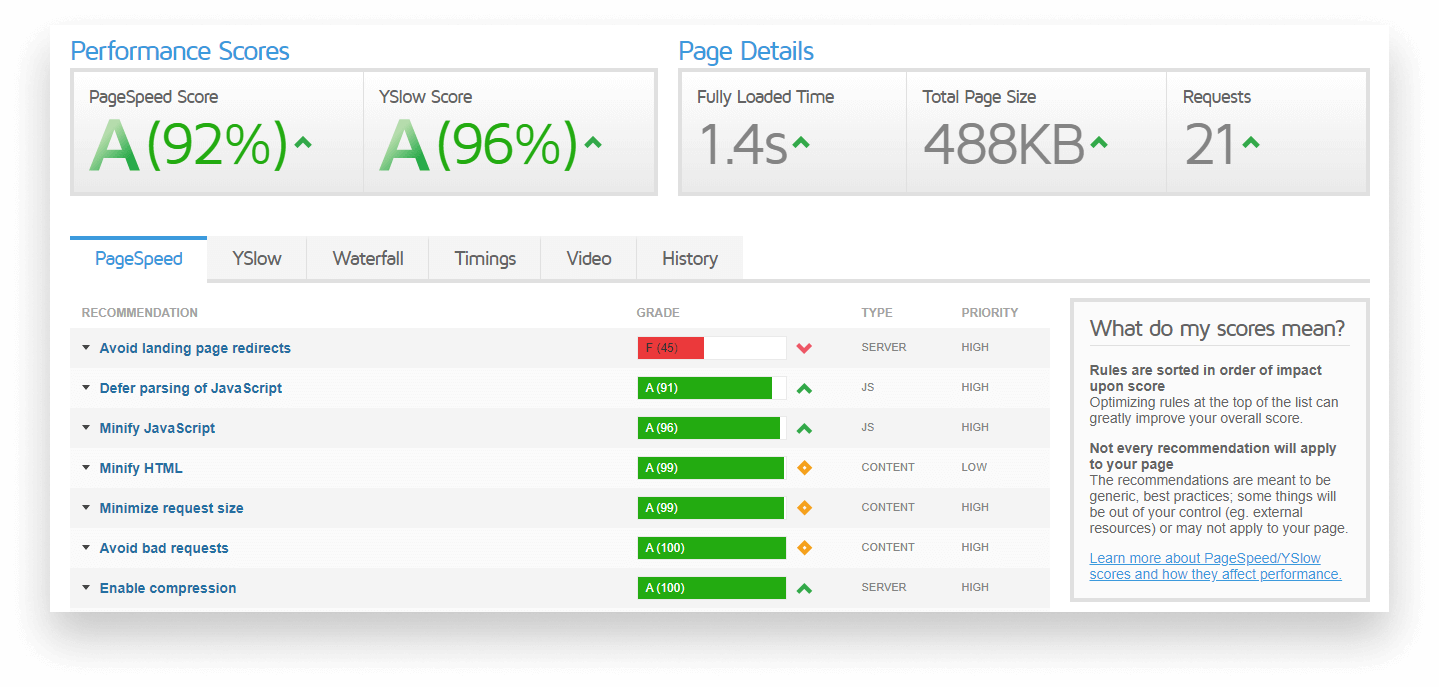 Performance Scores
Page Details
PageSpeed Score
YSlow Score
Fully Loaded Time
Total Page Size
Requests
A (92%)
A (96%)
1.4s
488KB
21
PageSpeed
YSlow
Waterfall
Timings
Video
History
RECOMMENDATION
GRADE
TYPE
PRIORITY
Avoid landing page redirects
F (45)
SERVER
HIGH
Defer parsing of JavaScript
A (91)
JS
HIGH
Minify JavaScript
A (96)
JS
HIGH
Minify HTML
A (99)
CONTENT
LOW
Minimize request size
A (99)
CONTENT
HIGH
Avoid bad requests
A (100)
CONTENT
HIGH
Enable compression
A (100)
SERVER
HIGH
What do my scores mean?
Rules are sorted in order of impact
upon score
Optimizing rules at the top of the list can
greatly improve your overall score.
Not every recommendation will apply
to your page
The recommendations are meant to be
generic, best practices; some things will
be out of your control (eg. external
resources) or may not apply to your page.
Learn more about PageSpeed/YSlow
scores and how they affect performance.